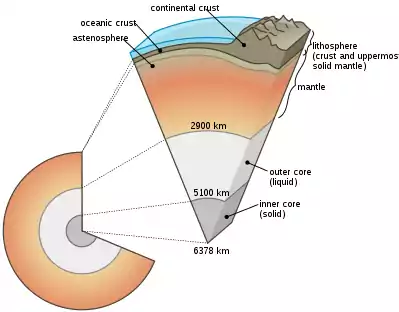 continental crust
oceanic crust
astenosphere
lithosphere
(crust and uppermost
solid mantle)
mantle
2900 km
outer core
(liquid)
5100 km
inner core
(solid)
6378 km